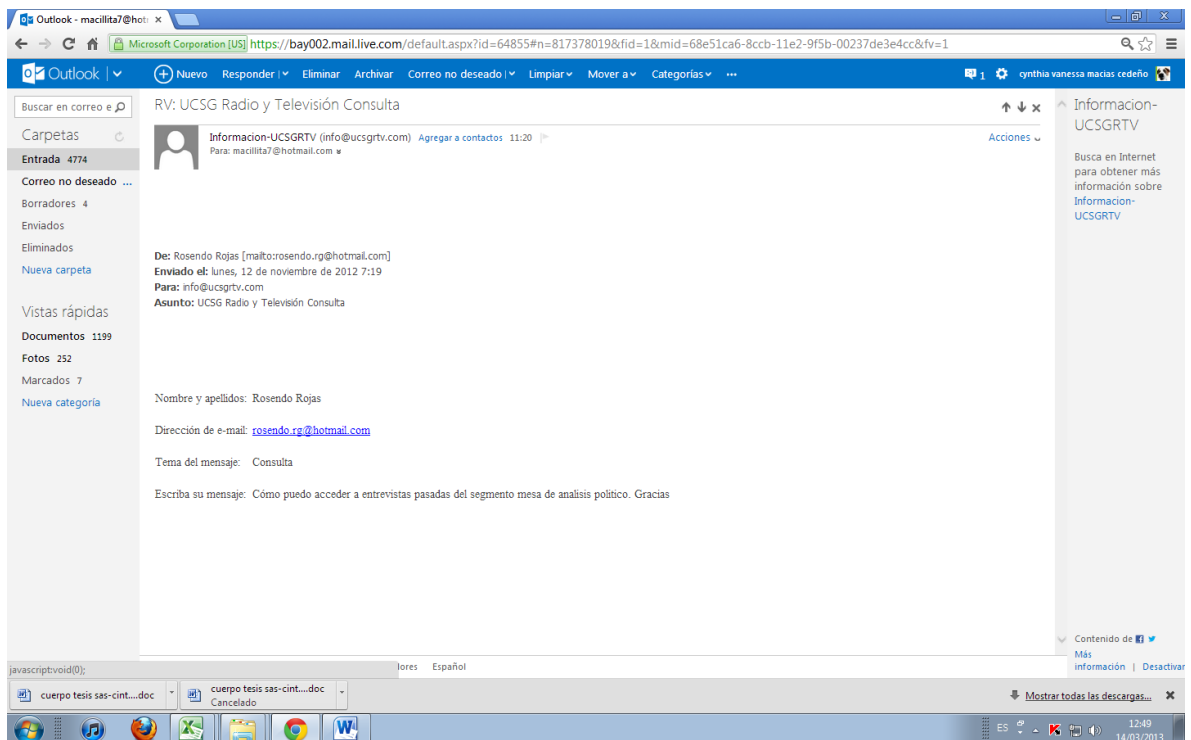 Outlook - macillita7@hot
Microsoft Corporation [US] https://bay002.mail.live.com/default.aspx?id=64855#n=817378019&fid=1&mid=68e51ca6-8ccb-11e2-9f5b-00237de3e4cc&fv=1
Outlook
Nuevo Responder Eliminar Archivar Correo no deseado Limpiar Mover a Categorías ··· 1 cynthia vanessa macias cedeño
Buscar en correo e
Carpetas
Entrada 4774
Correo no deseado ...
Borradores 4
Enviados
Eliminados
Nueva carpeta
Vistas rápidas
Documentos 1199
Fotos 252
Marcados 7
Nueva categoría
RV: UCSG Radio y Televisión Consulta
Informacion-UCSGRTV (info@ucsgrtv.com) Agregar a contactos 11:20
Acciones
Para: macillita7@hotmail.com
De: Rosendo Rojas [mailto:rosendo.rg@hotmail.com]
Enviado el: lunes, 12 de noviembre de 2012 7:19
Para: info@ucsgrtv.com
Asunto: UCSG Radio y Televisión Consulta
Nombre y apellidos: Rosendo Rojas
Dirección de e-mail: rosendo.rg@hotmail.com
Tema del mensaje: Consulta
Escriba su mensaje: Cómo puedo acceder a entrevistas pasadas del segmento mesa de analisis politico. Gracias
Informacion-
UCSGRTV
Busca en Internet
para obtener más
información sobre
Informacion-
UCSGRTV
Contenido de
Más
información | Desactivar
javascript:void(0);
lores Español
cuerpo tesis sas-cint....doc
cuerpo tesis sas-cint....doc
Cancelado
Mostrar todas las descargas...
ES
12:49
14/03/2013